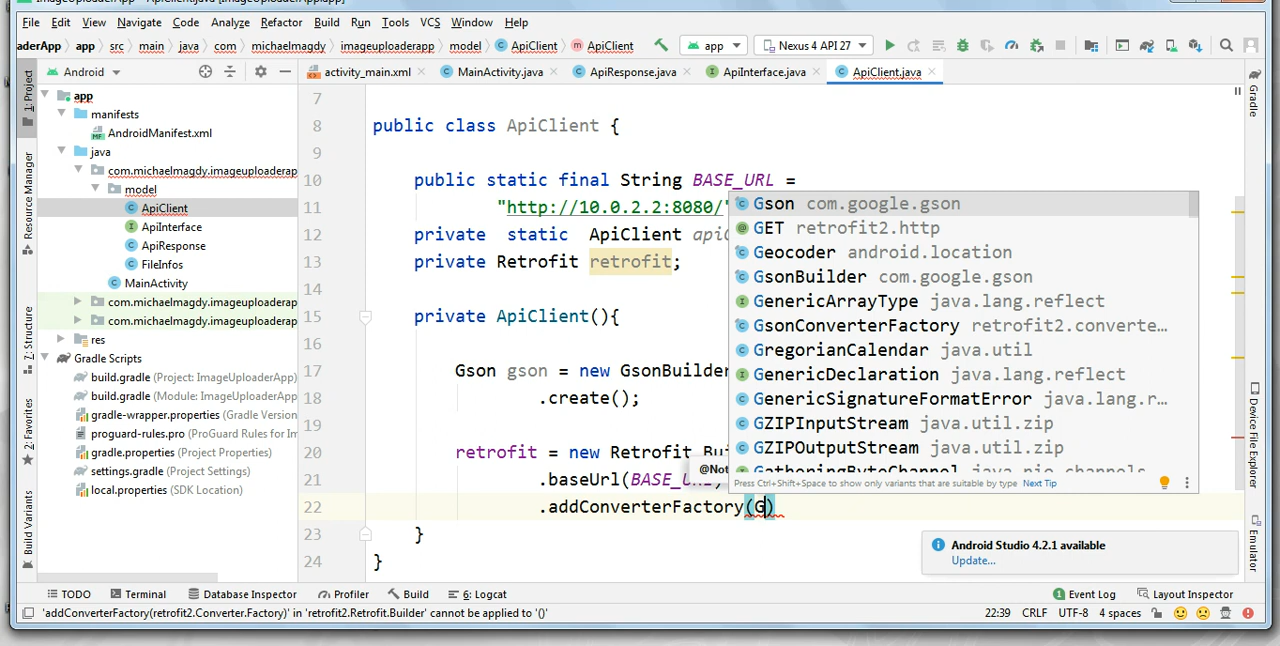 File Edit View Navigate Code Analyze Refactor Build Run Tools VCS Window Help
aderApp app src main java com michaelmagdy imageuploaderapp model ApiClient ApiClient app Nexus 4 API 27
1: Project Android activity_main.xml MainActivity.java ApiResponse.java ApiInterface.java ApiClient.java Gradle
app
manifests
AndroidManifest.xml
java
com.michaelmagdy.imageuploaderap
model
ApiClient
ApiInterface
ApiResponse
FileInfos
MainActivity
com.michaelmagdy.imageuploaderap
com.michaelmagdy.imageuploaderap
res
Gradle Scripts
build.gradle (Project: ImageUploaderApp)
build.gradle (Module: ImageUploaderApp
gradle-wrapper.properties (Gradle Version
proguard-rules.pro (ProGuard Rules for Im
gradle.properties (Project Properties)
settings.gradle (Project Settings)
local.properties (SDK Location)
Resource Manager
7: Structure
2: Favorites
Build Variants
7
8 public class ApiClient {
9
10 public static final String BASE_URL =
11 "http://10.0.2.2:8080/"
12 private static ApiClient apiC
13 private Retrofit retrofit;
14
15 private ApiClient(){
16
17 Gson gson = new GsonBuilder
18 .create();
19
20 retrofit = new Retrofit.Bui
21 .baseUrl(BASE_URL)
22 .addConverterFactory(G)
23 }
24 }
@Not
Gson com.google.gson
GET retrofit2.http
Geocoder android.location
GsonBuilder com.google.gson
GenericArrayType java.lang.reflect
GsonConverterFactory retrofit2.converte…
GregorianCalendar java.util
GenericDeclaration java.lang.reflect
GenericSignatureFormatError java.lang.r…
GZIPInputStream java.util.zip
GZIPOutputStream java.util.zip
GatheringByteChannel java.nio.channels
Press Ctrl+Shift+Space to show only variants that are suitable by type Next Tip
Device File Explorer
Emulator
Android Studio 4.2.1 available
Update...
TODO Terminal Database Inspector Profiler Build 6: Logcat 1 Event Log Layout Inspector
'addConverterFactory(retrofit2.Converter.Factory)' in 'retrofit2.Retrofit.Builder' cannot be applied to '()' 22:39 CRLF UTF-8 4 spaces